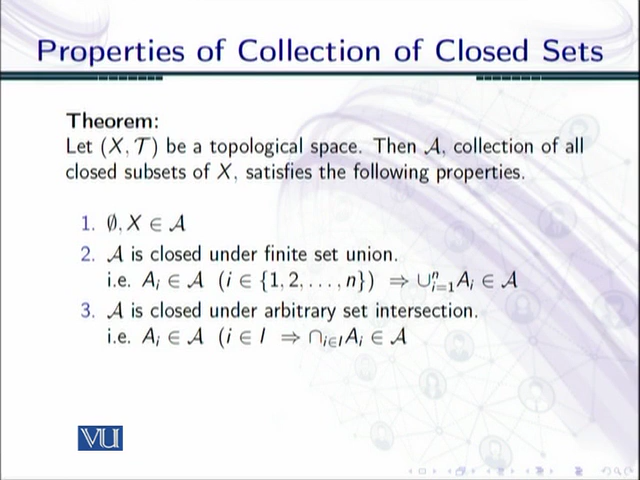 Properties of Collection of Closed Sets
Theorem:
Let (X, 𝒯) be a topological space. Then 𝒜, collection of all
closed subsets of X, satisfies the following properties.
1. ∅, X ∈ 𝒜
2. 𝒜 is closed under finite set union.
i.e. Aᵢ ∈ 𝒜 (i ∈ {1, 2, . . . , n}) ⇒ ∪ⁿᵢ₌₁Aᵢ ∈ 𝒜
3. 𝒜 is closed under arbitrary set intersection.
i.e. Aᵢ ∈ 𝒜 (i ∈ I ⇒ ∩_{i∈I}Aᵢ ∈ 𝒜
VU